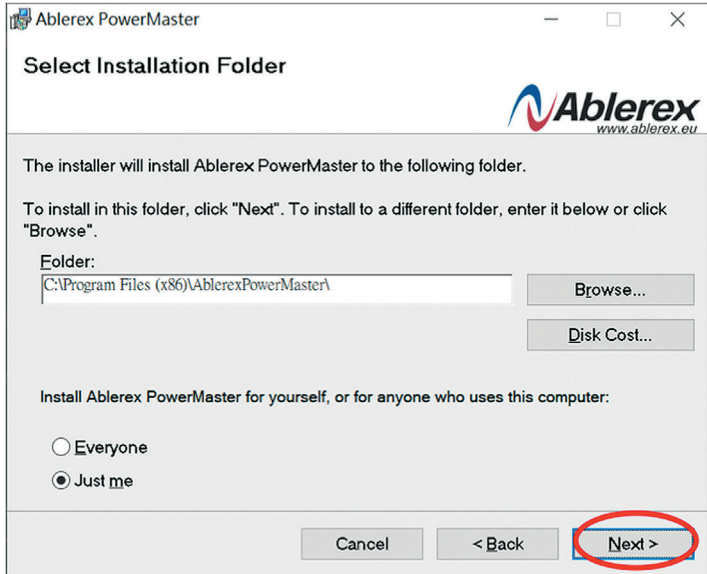 Ablerex PowerMaster
Select Installation Folder
Ablerex
www.ablerex.eu
The installer will install Ablerex PowerMaster to the following folder.
To install in this folder, click "Next". To install to a different folder, enter it below or click
"Browse".
Folder:
C:\Program Files (x86)\AblerexPowerMaster\
Browse...
Disk Cost...
Install Ablerex PowerMaster for yourself, or for anyone who uses this computer:
Everyone
Just me
Cancel
< Back
Next >